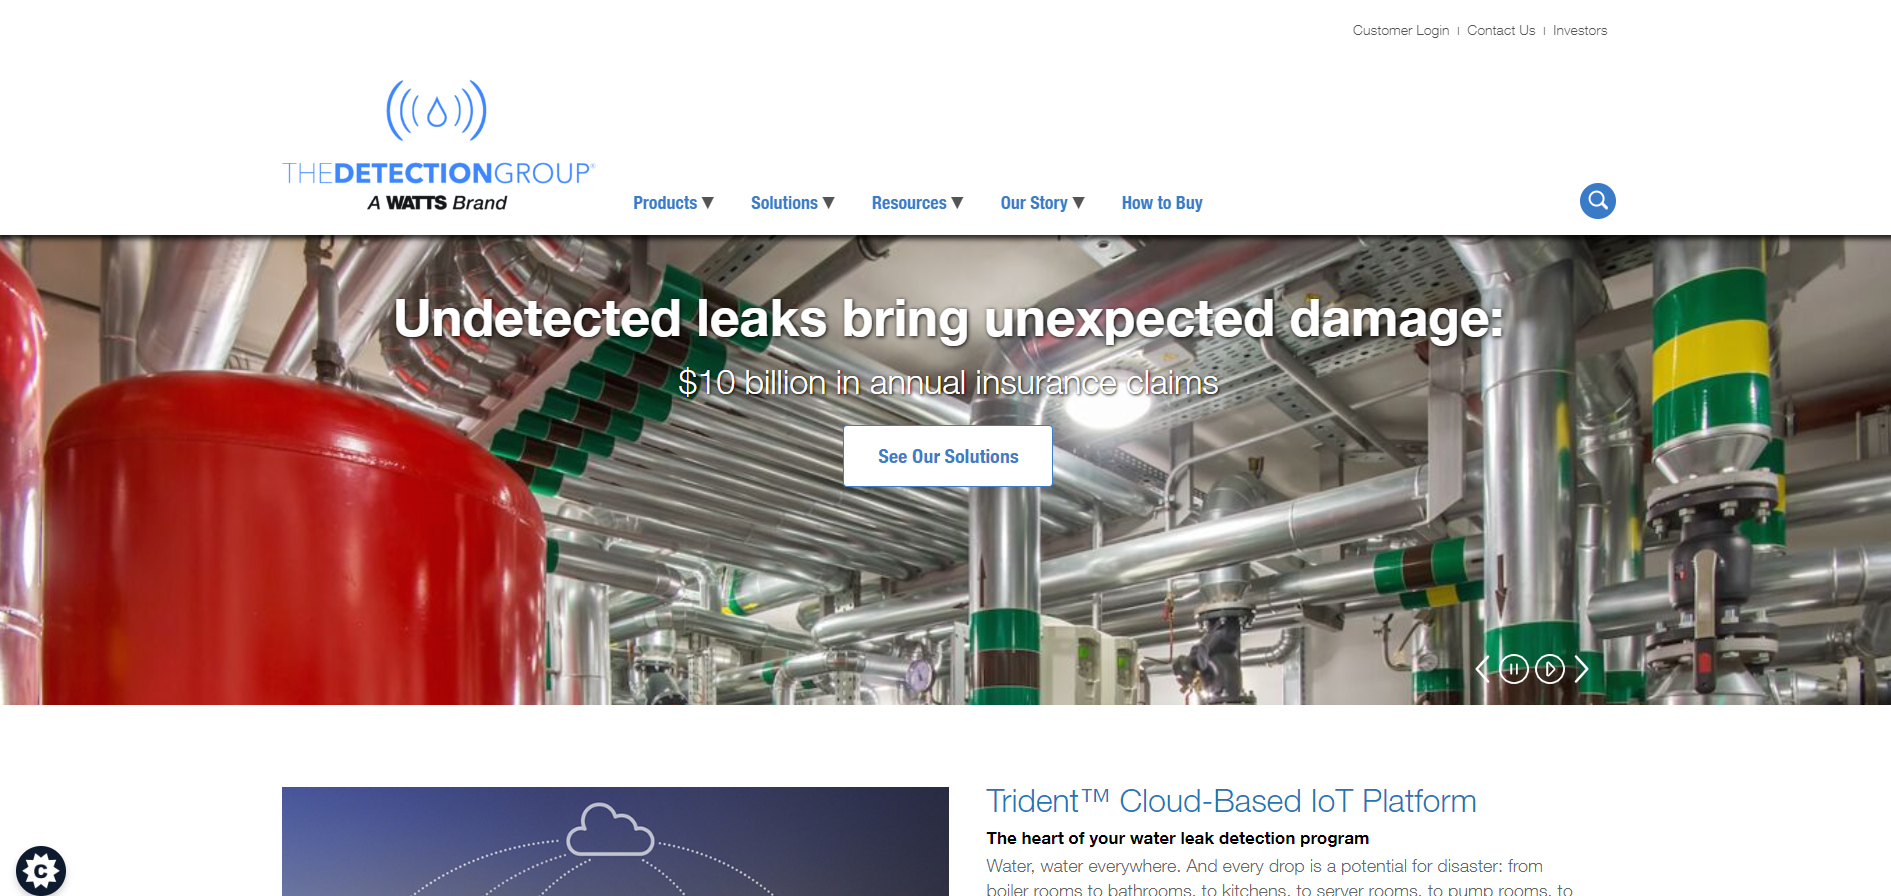 Customer Login | Contact Us | Investors
THEDETECTIONGROUP®
A WATTS Brand
Products ▼ Solutions ▼ Resources ▼ Our Story ▼ How to Buy
Undetected leaks bring unexpected damage:
$10 billion in annual insurance claims
See Our Solutions
Trident™ Cloud-Based IoT Platform
The heart of your water leak detection program
Water, water everywhere. And every drop is a potential for disaster: from
boiler rooms to bathrooms, to kitchens, to server rooms, to pump rooms, to
C